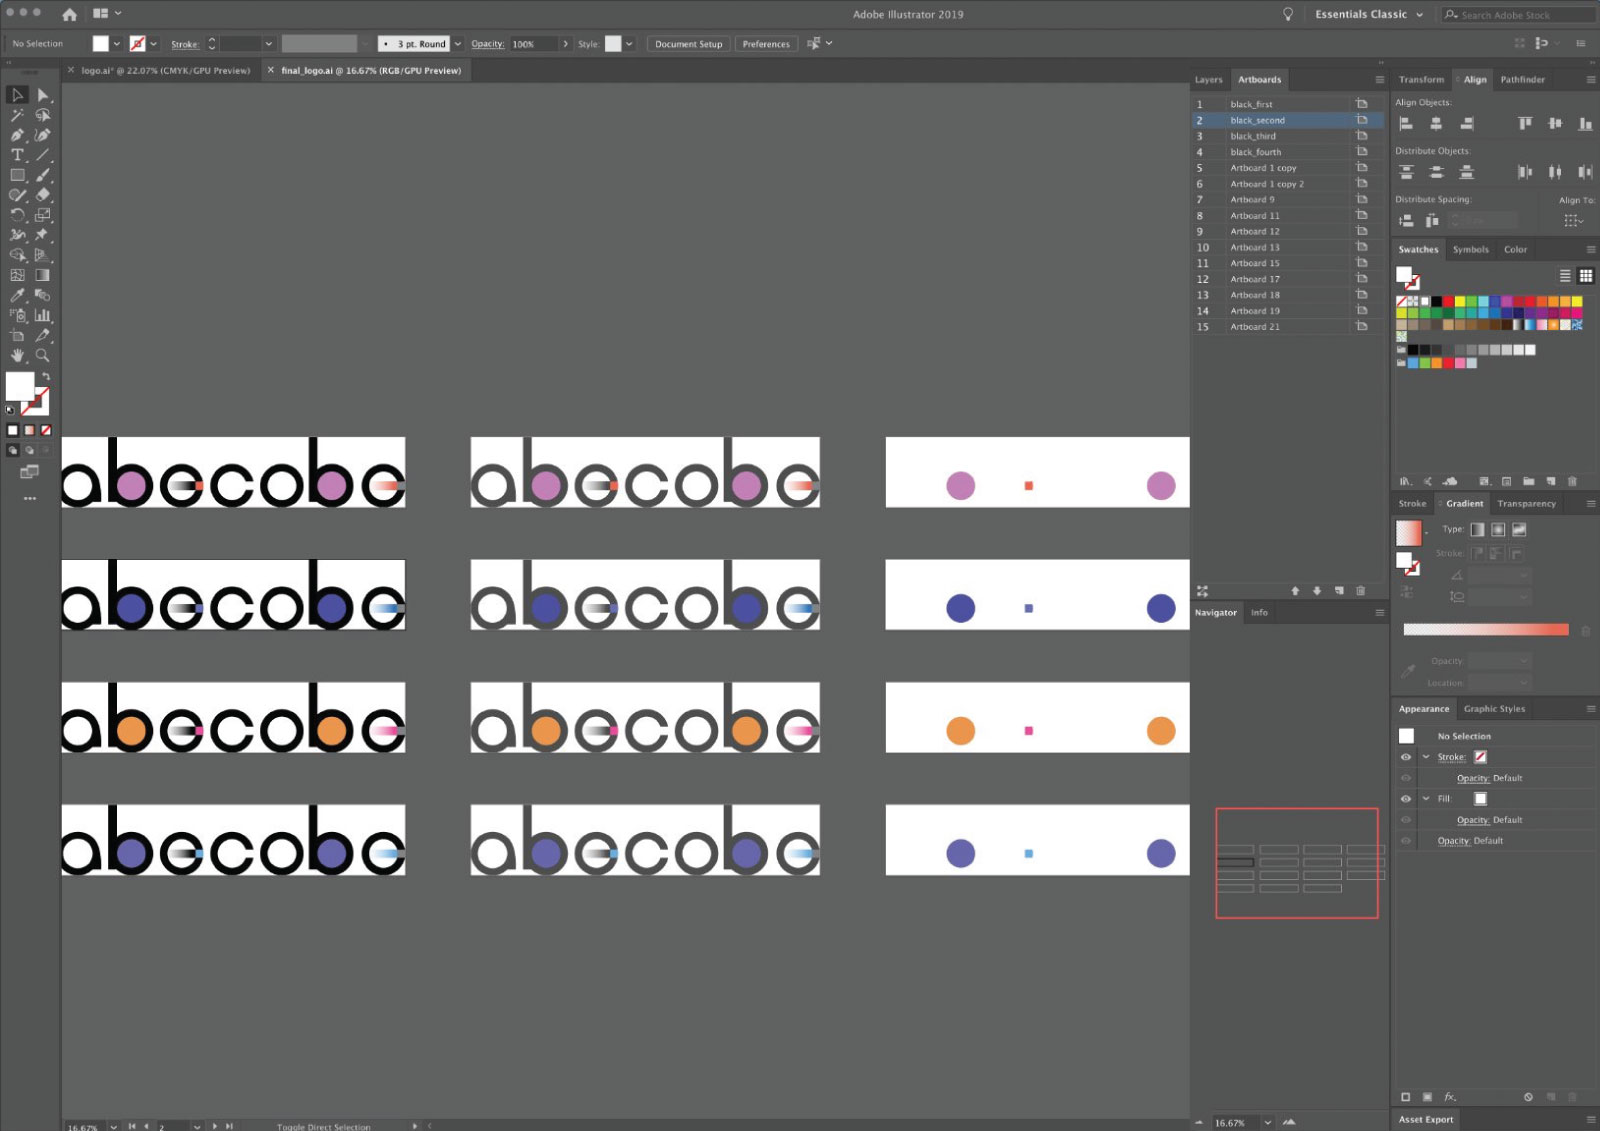 Adobe Illustrator 2019
Essentials Classic
Search Adobe Stock
No Selection
Stroke:
3 pt. Round
Opacity: 100%
Style:
Document Setup
Preferences
logo.ai* @ 22.07% (CMYK/GPU Preview)
final_logo.ai @ 16.67% (RGB/GPU Preview)
Layers Artboards
1 black_first
2 black_second
3 black_third
4 black_fourth
5 Artboard 1 copy
6 Artboard 1 copy 2
7 Artboard 9
8 Artboard 11
9 Artboard 12
10 Artboard 13
11 Artboard 15
12 Artboard 17
13 Artboard 18
14 Artboard 19
15 Artboard 21
Transform Align Pathfinder
Align Objects:
Distribute Objects:
Distribute Spacing:
Align To:
Swatches Symbols Color
abecobe abecobe
abecobe abecobe
abecobe abecobe
abecobe abecobe
Stroke Gradient Transparency
Type:
Stroke:
Opacity:
Location:
Navigator Info
Appearance Graphic Styles
No Selection
Stroke:
Opacity: Default
Fill:
Opacity: Default
Opacity: Default
fx.
16.67%
2
Toggle Direct Selection
16.67%
Asset Export